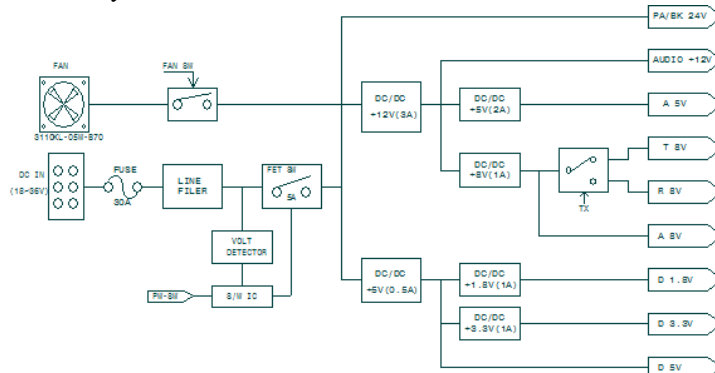 PA/BK 24V
FAN
FAN SW
AUDIO +12V
DC/DC
+12V(3A)
DC/DC
+5V(2A)
A 5V
3110KL-05W-B70
T 8V
DC/DC
+8V(1A)
DC IN
(18-36V)
FUSE
30A
LINE
FILER
FET SW
5A
TX
R 8V
A 8V
VOLT
DETECTOR
DC/DC
+5V(0.5A)
DC/DC
+1.8V(1A)
D 1.8V
PW-SW
S/W IC
DC/DC
+3.3V(1A)
D 3.3V
D 5V